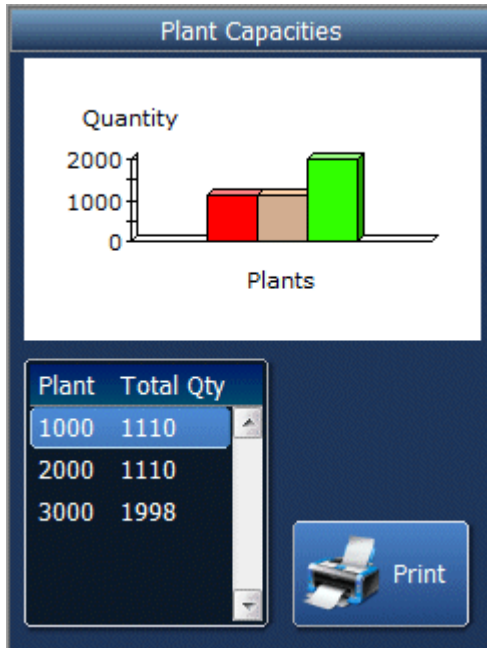 Plant Capacities
Quantity
2000
1000
0
Plants
Plant Total Qty
1000 1110
2000 1110
3000 1998
Print